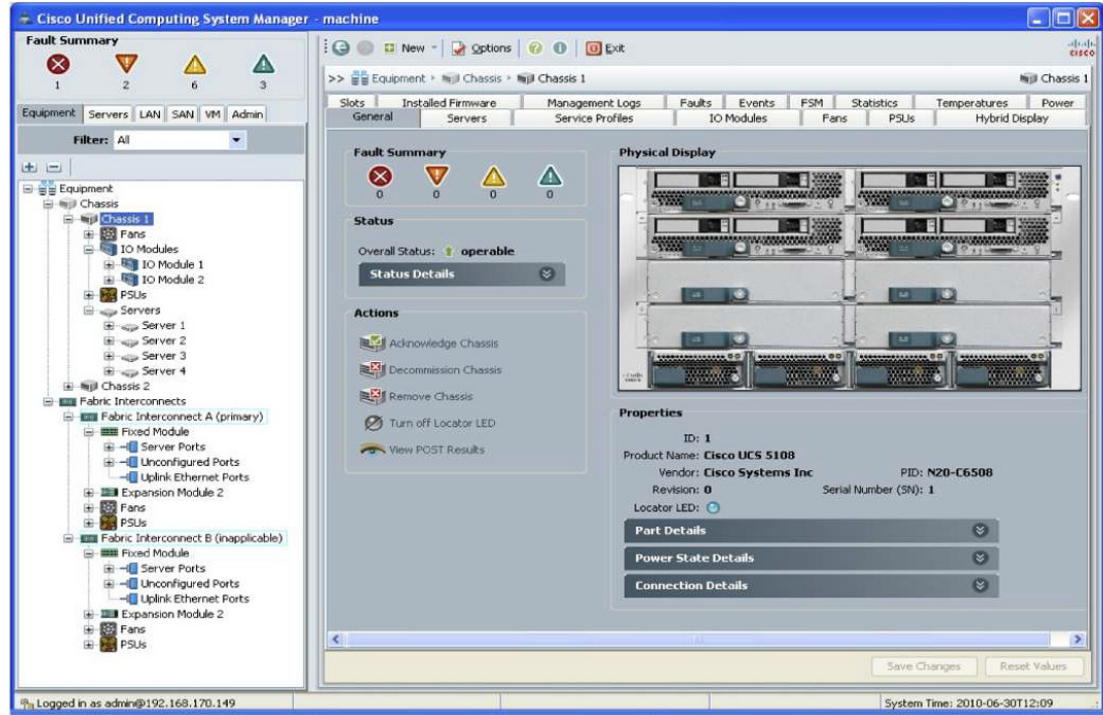 Cisco Unified Computing System Manager - machine
Fault Summary
1 2 6 3
Equipment Servers LAN SAN VM Admin
Filter: All
Equipment
Chassis
Chassis 1
Fans
IO Modules
IO Module 1
IO Module 2
PSUs
Servers
Server 1
Server 2
Server 3
Server 4
Chassis 2
Fabric Interconnects
Fabric Interconnect A (primary)
Fixed Module
Server Ports
Unconfigured Ports
Uplink Ethernet Ports
Expansion Module 2
Fans
PSUs
Fabric Interconnect B (inapplicable)
Fixed Module
Server Ports
Unconfigured Ports
Uplink Ethernet Ports
Expansion Module 2
Fans
PSUs
New Options Exit
CISCO
>> Equipment Chassis Chassis 1 Chassis 1
Slots Installed Firmware Management Logs Faults Events FSM Statistics Temperatures Power
General Servers Service Profiles IO Modules Fans PSUs Hybrid Display
Fault Summary
0 0 0 0
Status
Overall Status: operable
Status Details
Actions
Acknowledge Chassis
Decommission Chassis
Remove Chassis
Turn off Locator LED
View POST Results
Physical Display
Properties
ID: 1
Product Name: Cisco UCS 5108
Vendor: Cisco Systems Inc PID: N20-C6508
Revision: 0 Serial Number (SN): 1
Locator LED:
Part Details
Power State Details
Connection Details
Save Changes Reset Values
Logged in as admin@192.168.170.149 System Time: 2010-06-30T12:09